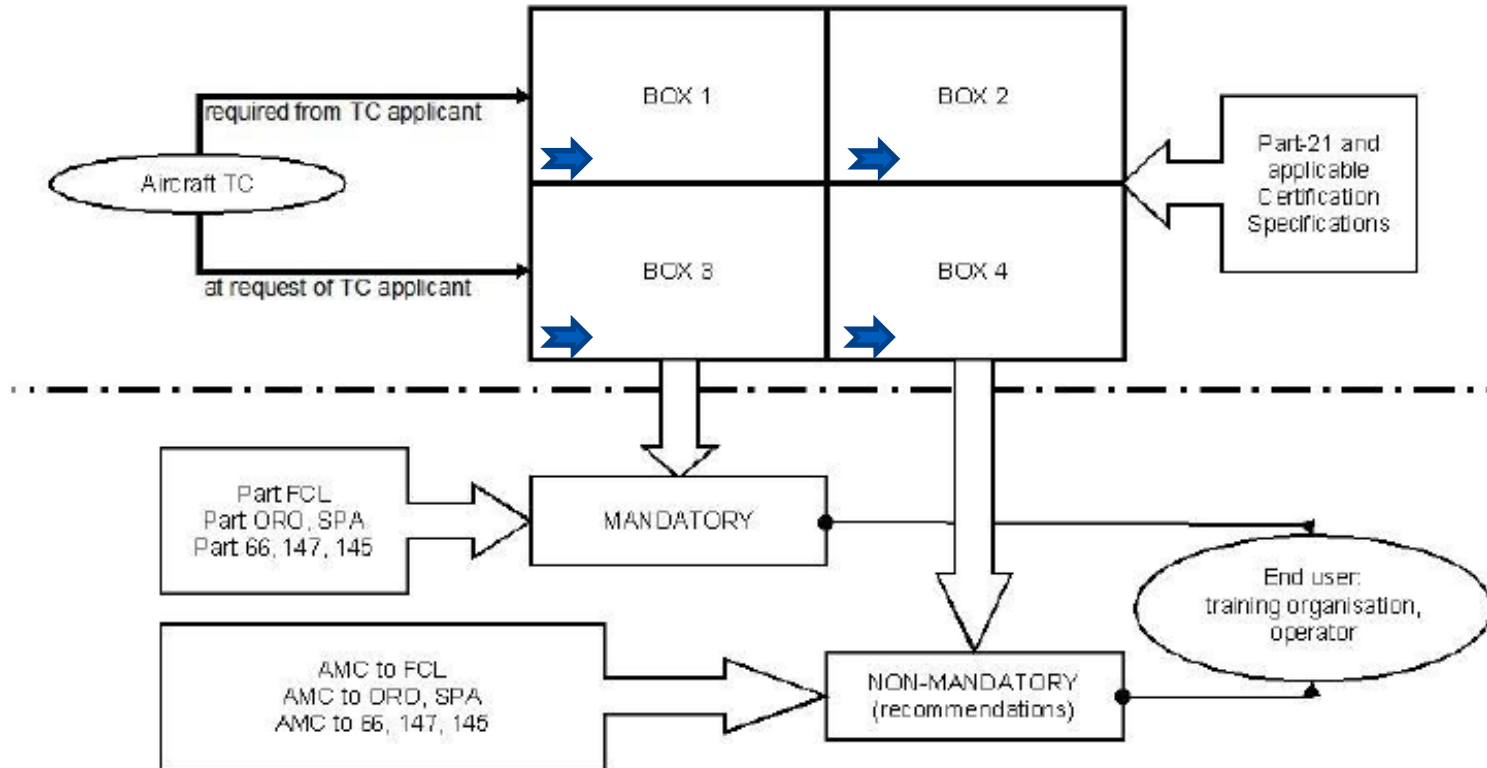 BOX 1
BOX 2
required from TC applicant
Aircraft TC
Part-21 and
applicable
Certification
Specifications
BOX 3
BOX 4
at request of TC applicant
Part FCL
Part ORO, SPA
Part 66, 147, 145
MANDATORY
End user:
training organisation,
operator
AMC to FCL
AMC to ORO, SPA
AMC to 66, 147, 145
NON-MANDATORY
(recommendations)